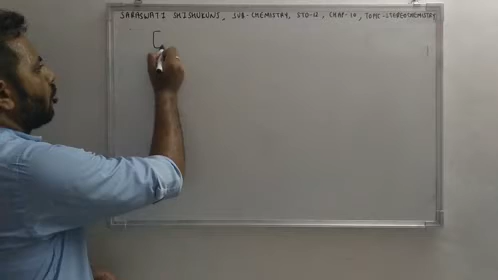 SARASWATI SHISHUKUNJ, SUB-CHEMISTRY, STD-12, CHAP-10, TOPIC-STEREOCHEMISTRY